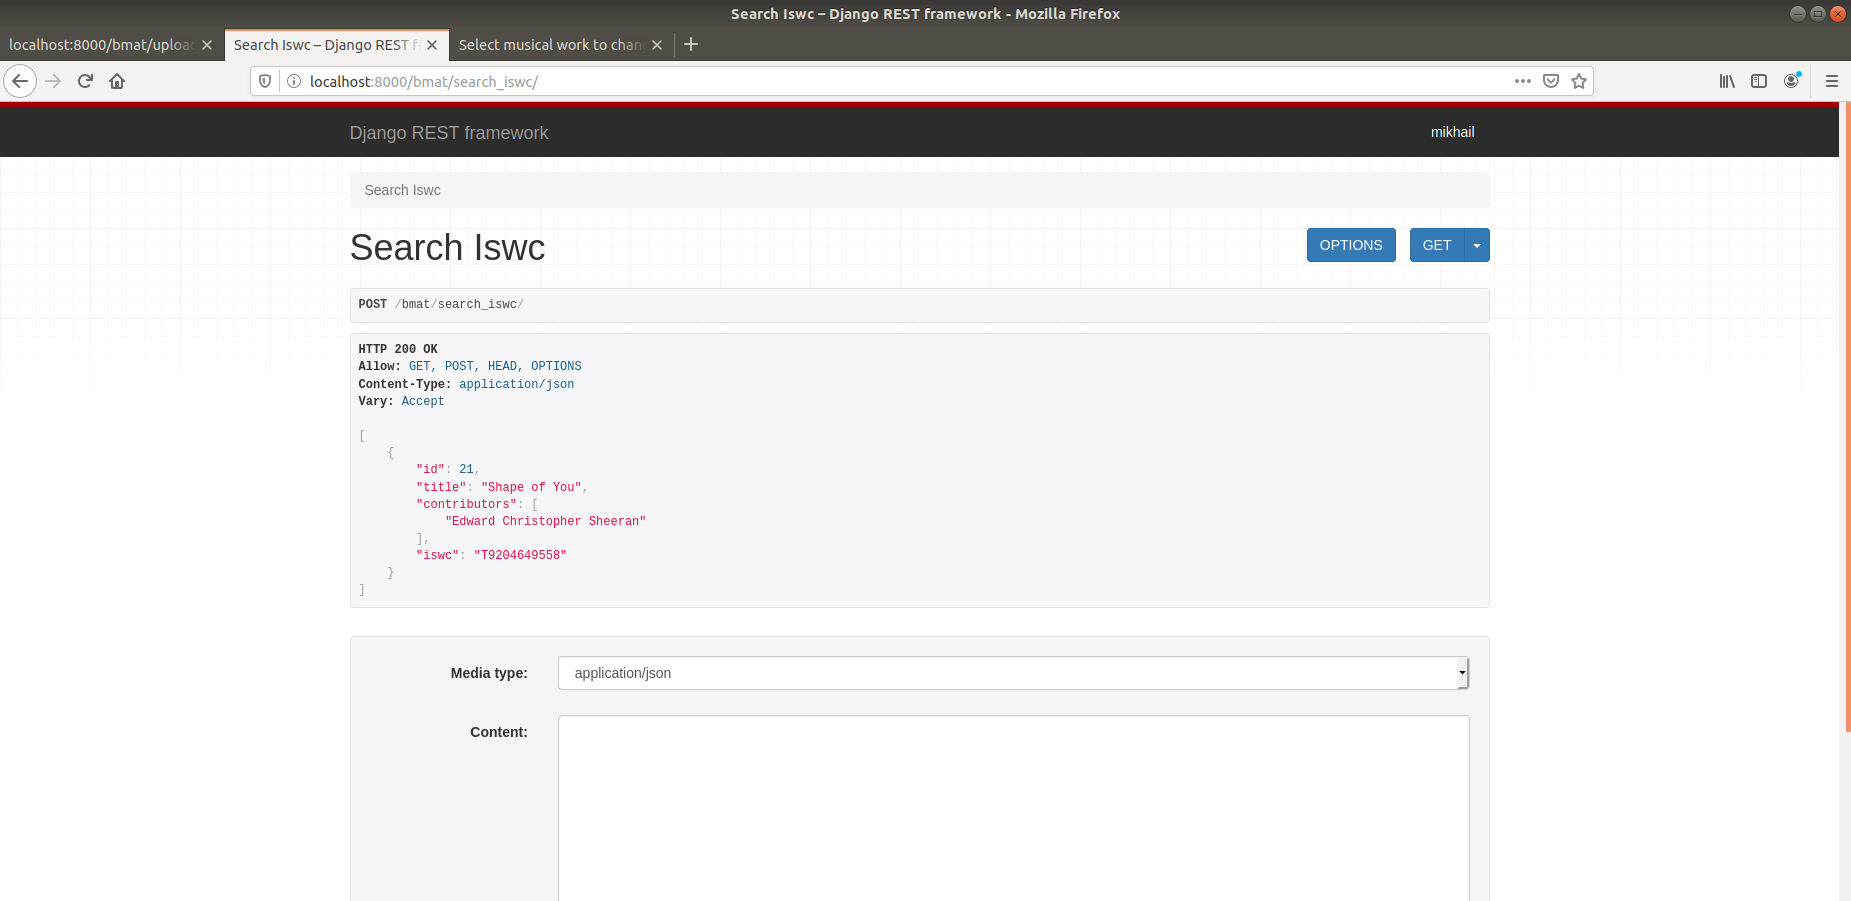 Search Iswc – Django REST framework - Mozilla Firefox
localhost:8000/bmat/uploa
Search Iswc – Django REST f
Select musical work to chan
localhost:8000/bmat/search_iswc/
Django REST framework
mikhail
Search Iswc
Search Iswc
OPTIONS
GET
POST /bmat/search_iswc/
HTTP 200 OK
Allow: GET, POST, HEAD, OPTIONS
Content-Type: application/json
Vary: Accept
[
{
"id": 21,
"title": "Shape of You",
"contributors": [
"Edward Christopher Sheeran"
],
"iswc": "T9204649558"
}
]
Media type:
application/json
Content: